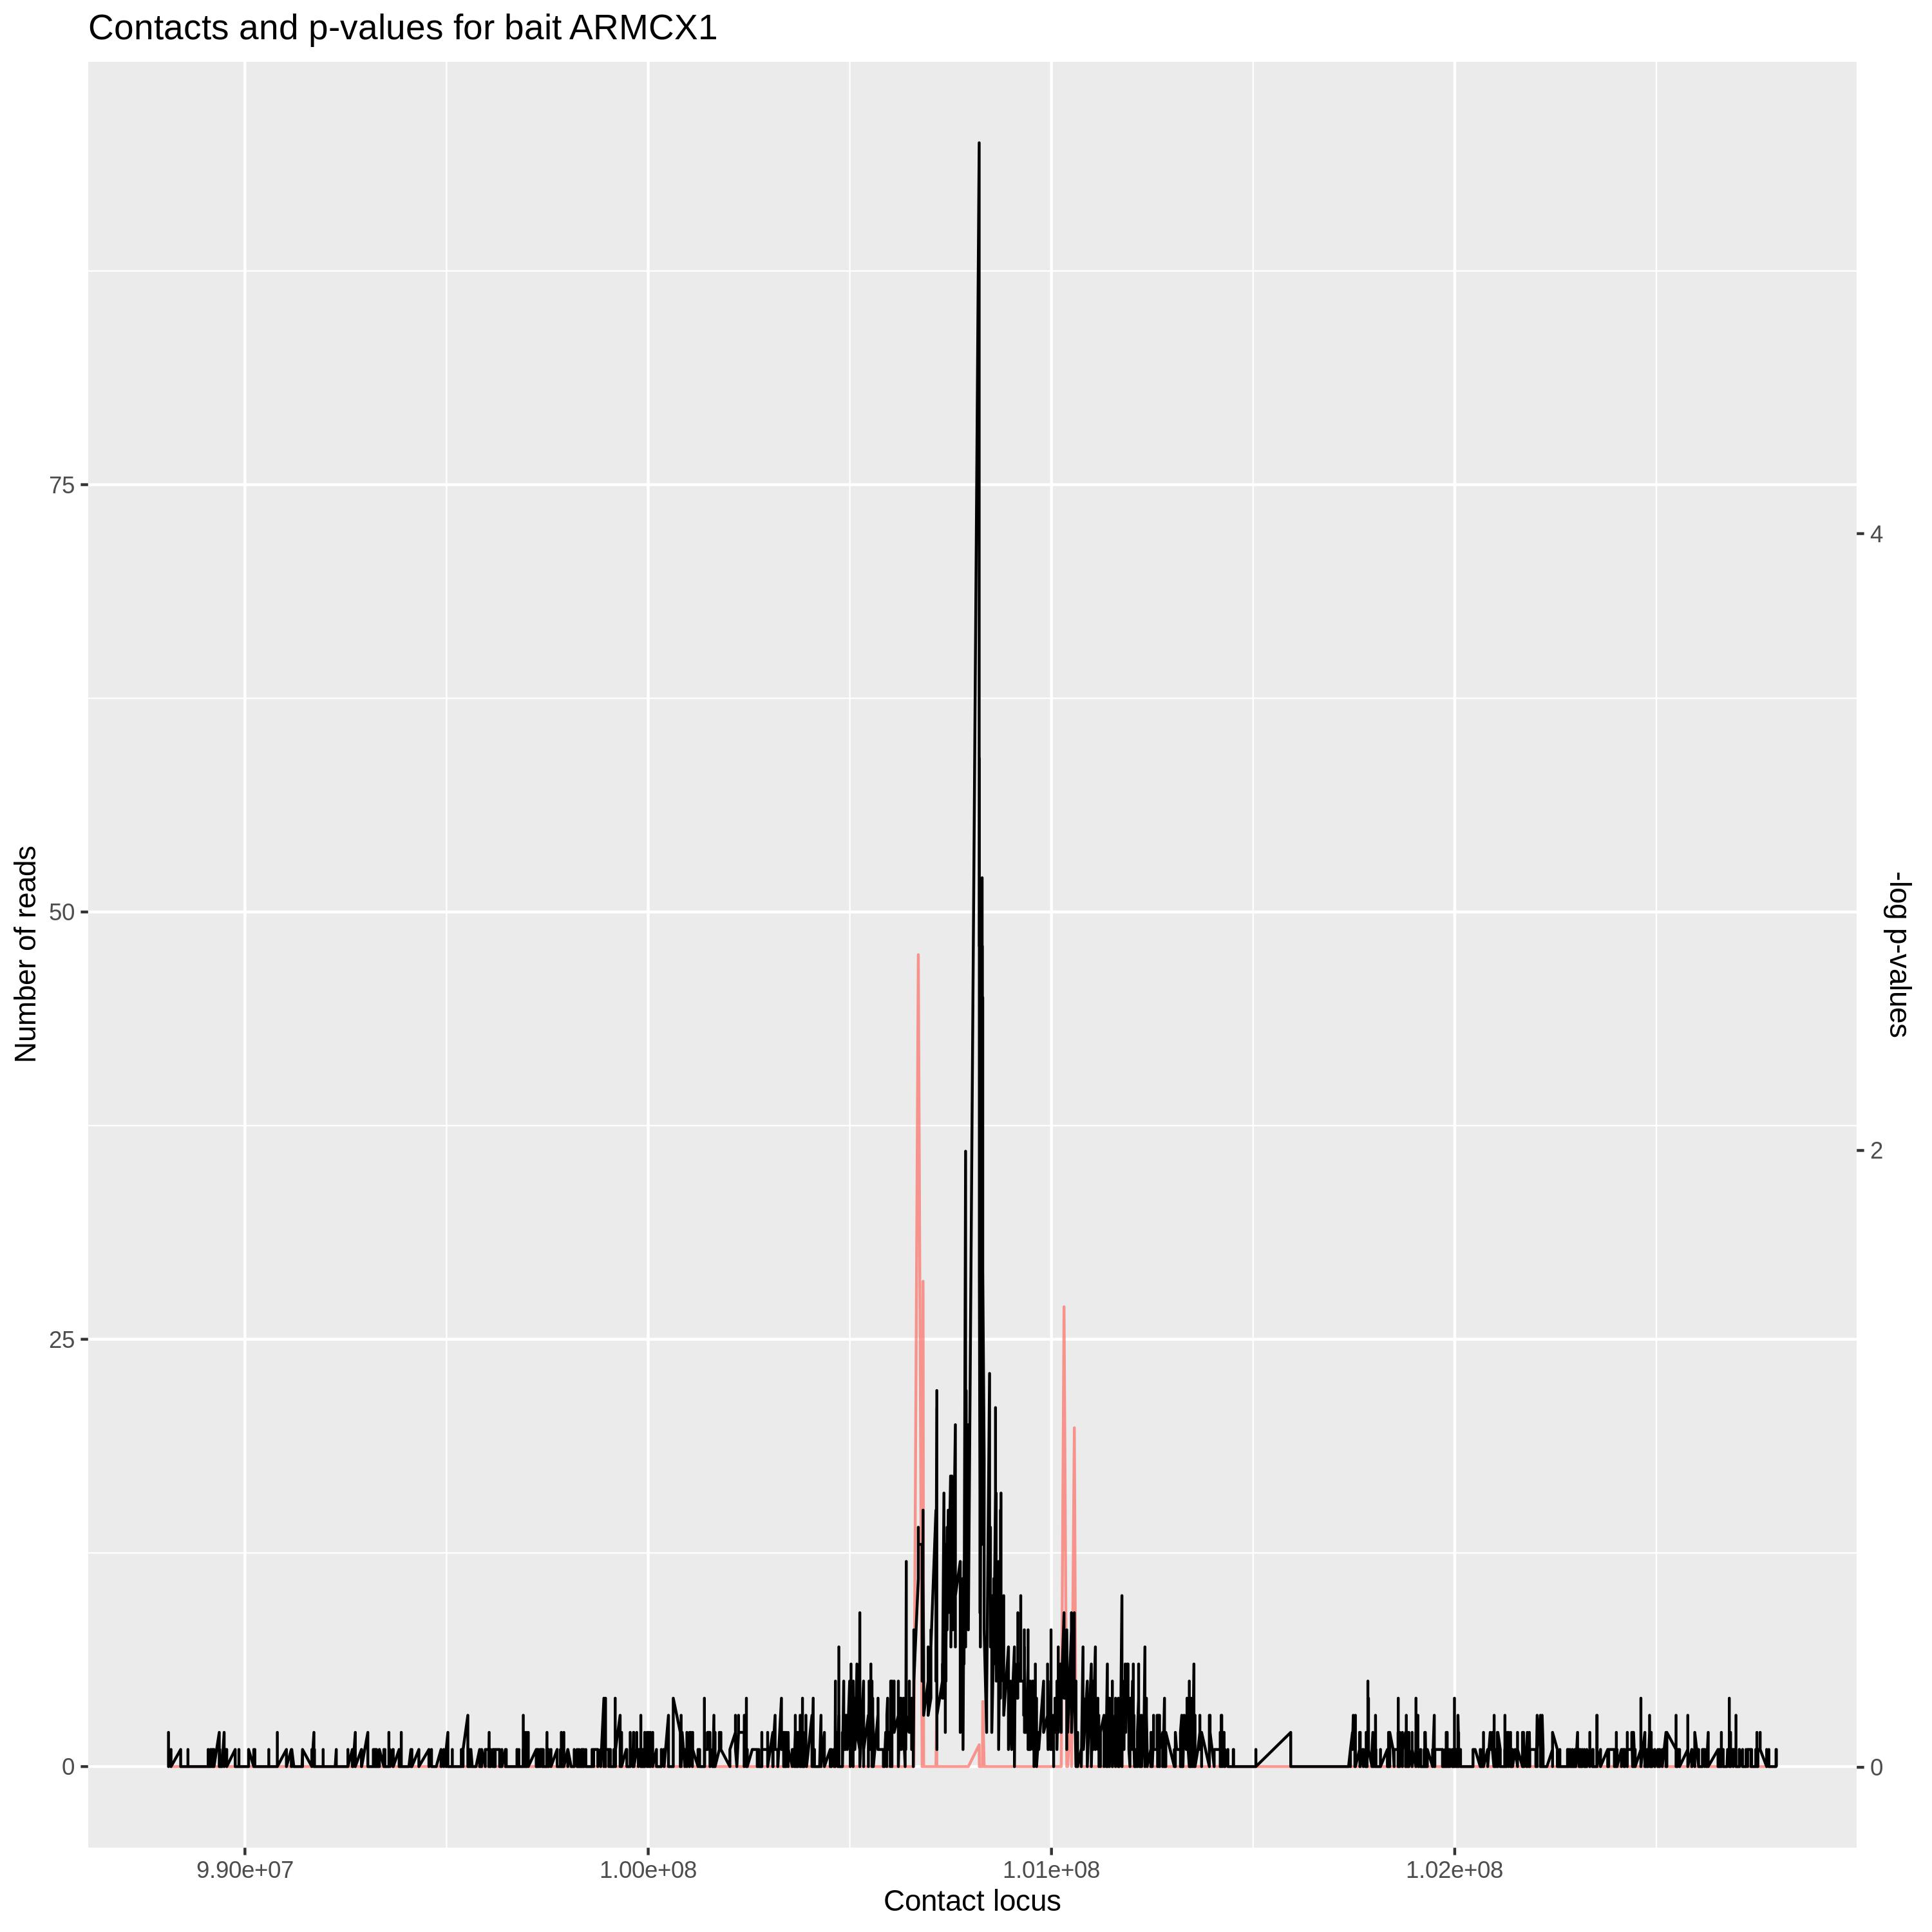 Contacts and p-values for bait ARMCX1
Number of reads
75
50
25
0
4
2
0
-log p-values
9.90e+07
1.00e+08
1.01e+08
1.02e+08
Contact locus